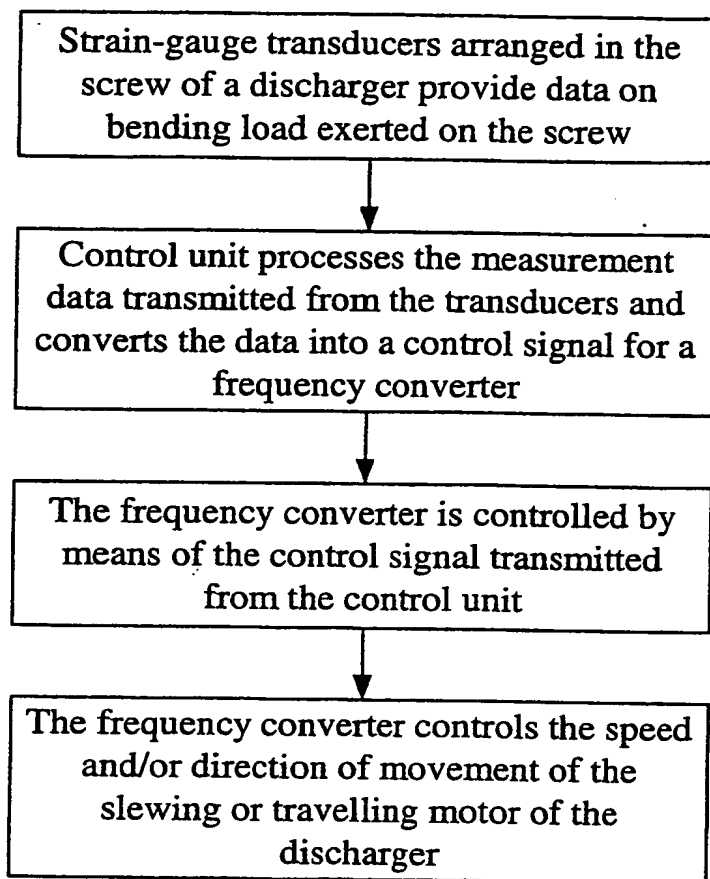 Strain-gauge transducers arranged in the
screw of a discharger provide data on
bending load exerted on the screw
Control unit processes the measurement
data transmitted from the transducers and
converts the data into a control signal for a
frequency converter
The frequency converter is controlled by
means of the control signal transmitted
from the control unit
The frequency converter controls the speed
and/or direction of movement of the
slewing or travelling motor of the
discharger